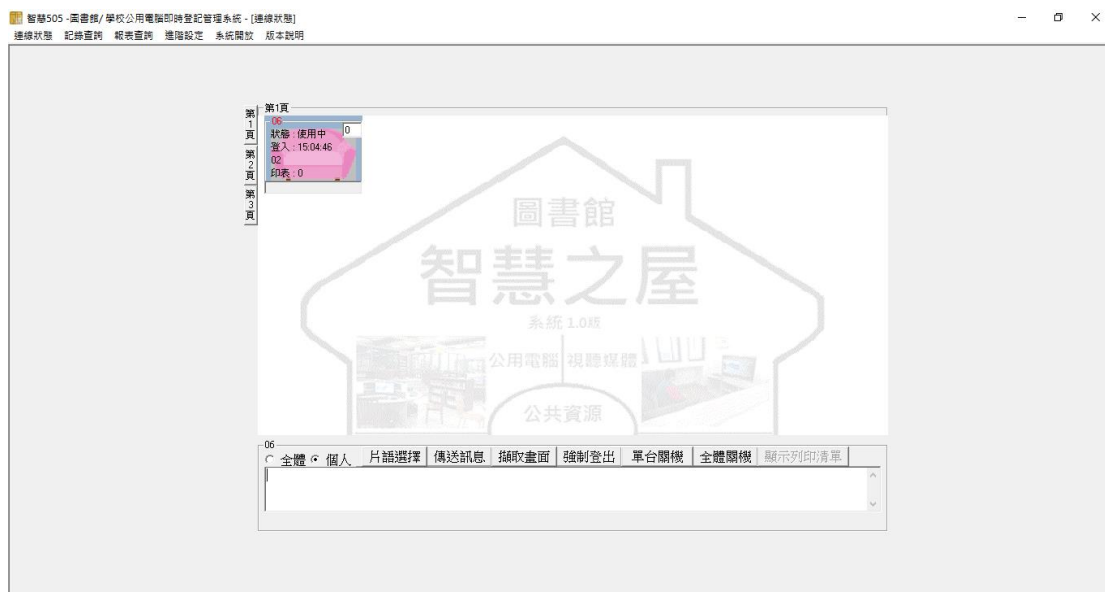 智慧505 -圖書館/ 學校公用電腦即時登記管理系統 - [連線狀態]
連線狀態 記錄查詢 報表查詢 進階設定 系統開放 版本說明
第1頁
第2頁
第3頁
第1頁
06
狀態 : 使用中
0
登入 : 15:04:46
02
印表 : 0
圖書館
智慧之屋
系統 1.0版
公用電腦 視聽媒體
公共資源
06
全體 個人 片語選擇 傳送訊息 擷取畫面 強制登出 單台關機 全體關機 顯示列印清單